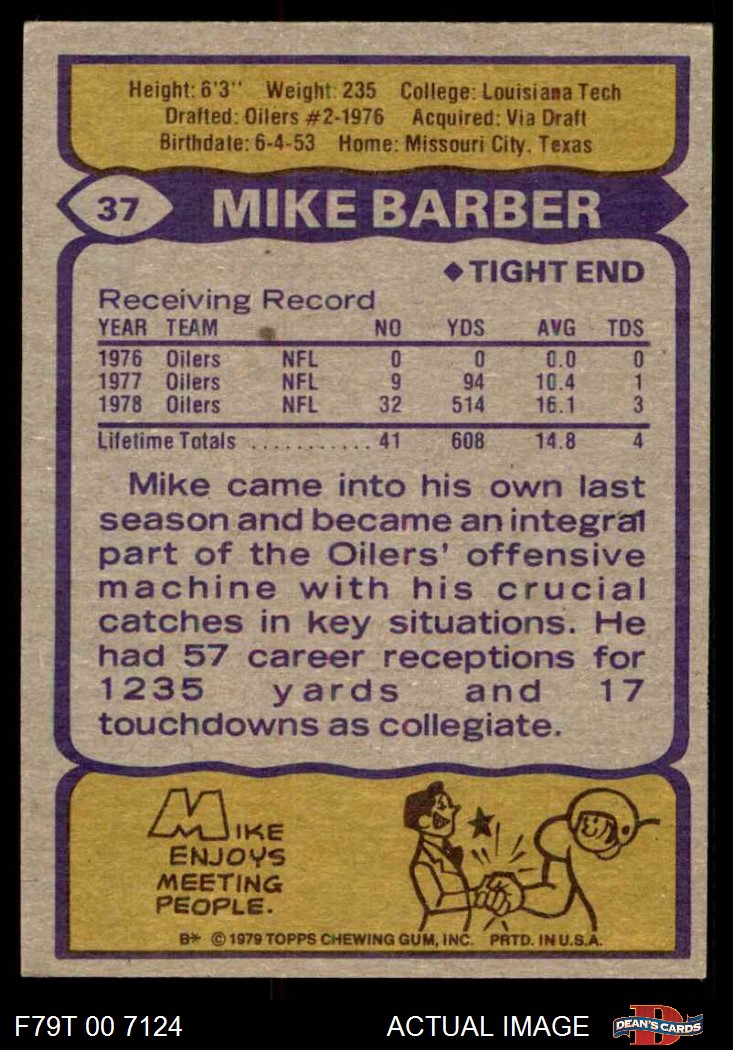 Height: 6'3'' Weight: 235 College: Louisiana Tech
Drafted: Oilers #2-1976 Acquired: Via Draft
Birthdate: 6-4-53 Home: Missouri City, Texas
37 MIKE BARBER
◆TIGHT END
Receiving Record
YEAR TEAM NO YDS AVG TDS
1976 Oilers NFL 0 0 0.0 0
1977 Oilers NFL 9 94 10.4 1
1978 Oilers NFL 32 514 16.1 3
Lifetime Totals ........... 41 608 14.8 4
Mike came into his own last
season and became an integral
part of the Oilers' offensive
machine with his crucial
catches in key situations. He
had 57 career receptions for
1235 yards and 17
touchdowns as collegiate.
MIKE
ENJOYS
MEETING
PEOPLE.
B* © 1979 TOPPS CHEWING GUM, INC. PRTD. IN U.S.A.
F79T 00 7124 ACTUAL IMAGE D DEAN'S CARDS